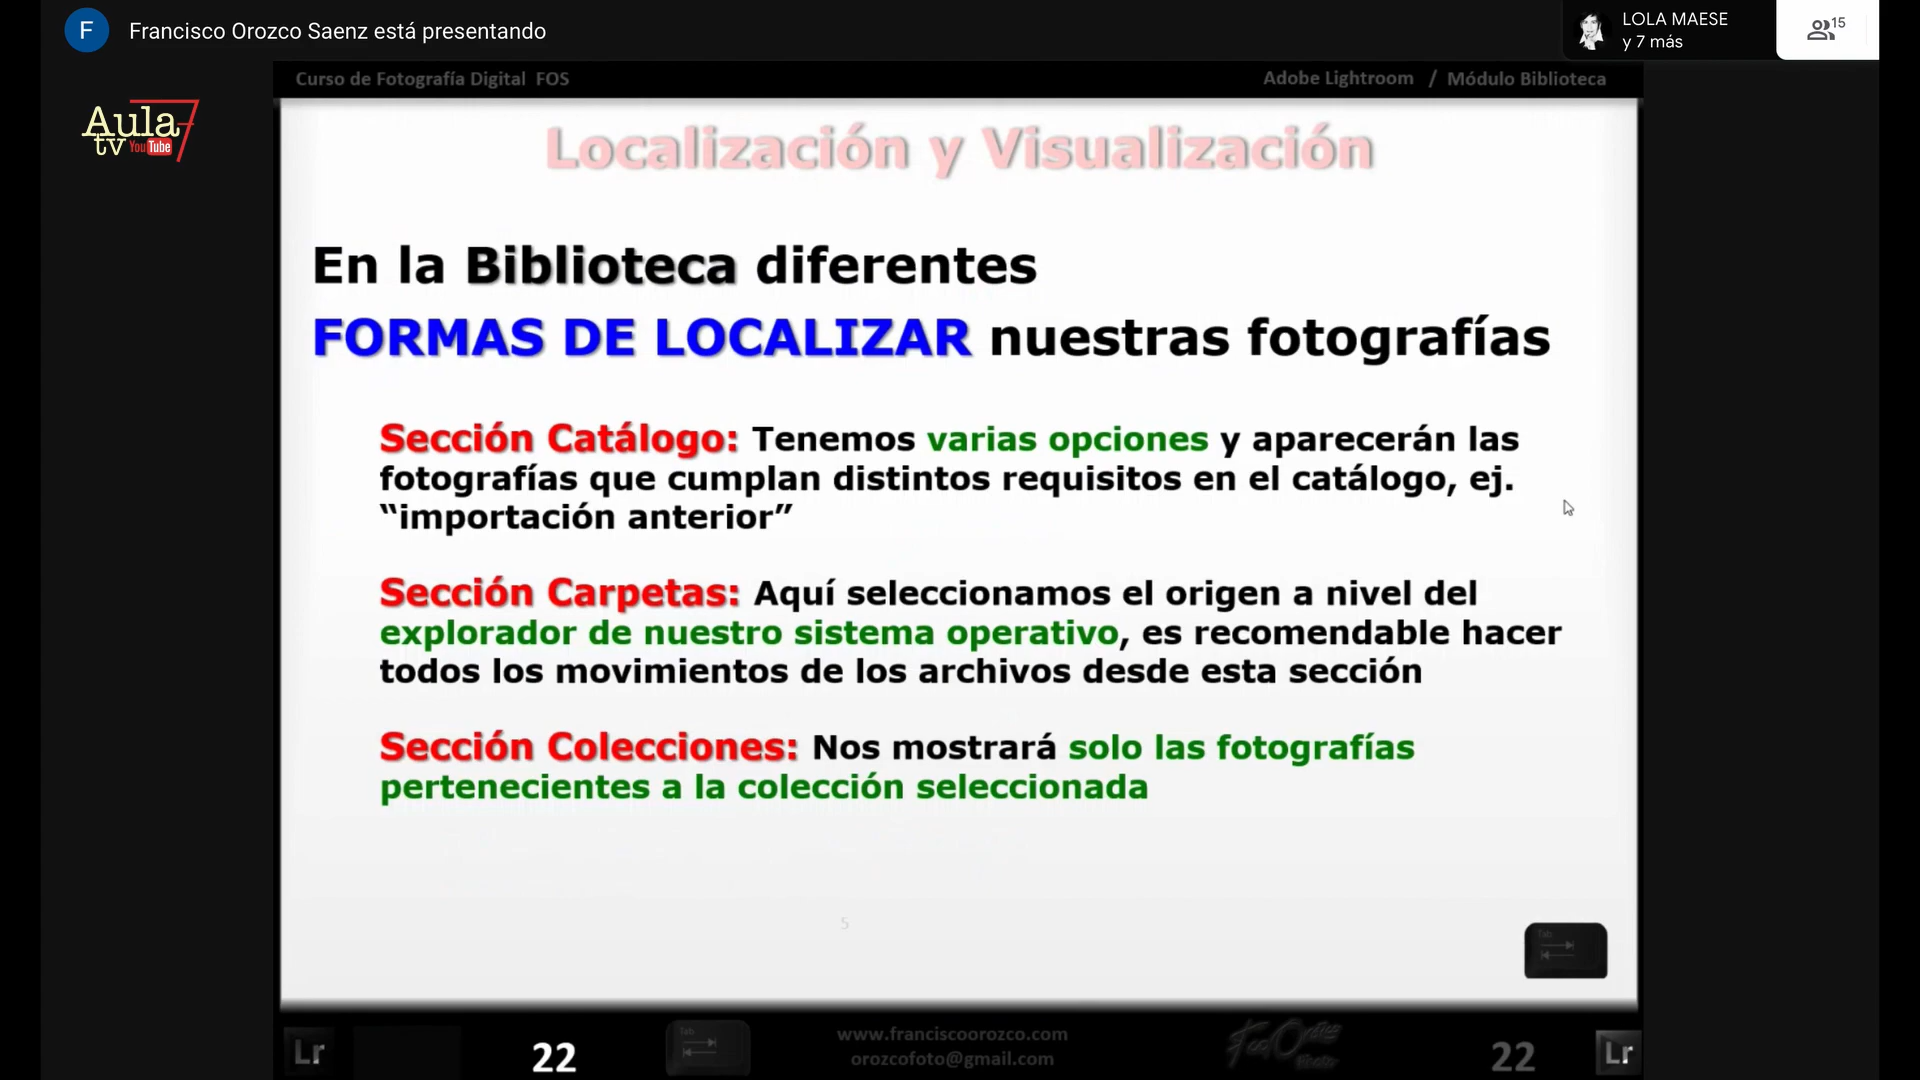 F
Francisco Orozco Saenz está presentando
LOLA MAESE
y 7 más
15
Aula 7
tv YouTube
Curso de Fotografía Digital FOS
Adobe Lightroom / Módulo Biblioteca
Localización y Visualización
En la Biblioteca diferentes
FORMAS DE LOCALIZAR nuestras fotografías
Sección Catálogo: Tenemos varias opciones y aparecerán las
fotografías que cumplan distintos requisitos en el catálogo, ej.
“importación anterior”
Sección Carpetas: Aquí seleccionamos el origen a nivel del
explorador de nuestro sistema operativo, es recomendable hacer
todos los movimientos de los archivos desde esta sección
Sección Colecciones: Nos mostrará solo las fotografías
pertenecientes a la colección seleccionada
5
Tab
Lr
22
Tab
www.franciscoorozco.com
orozcofoto@gmail.com
22
Lr